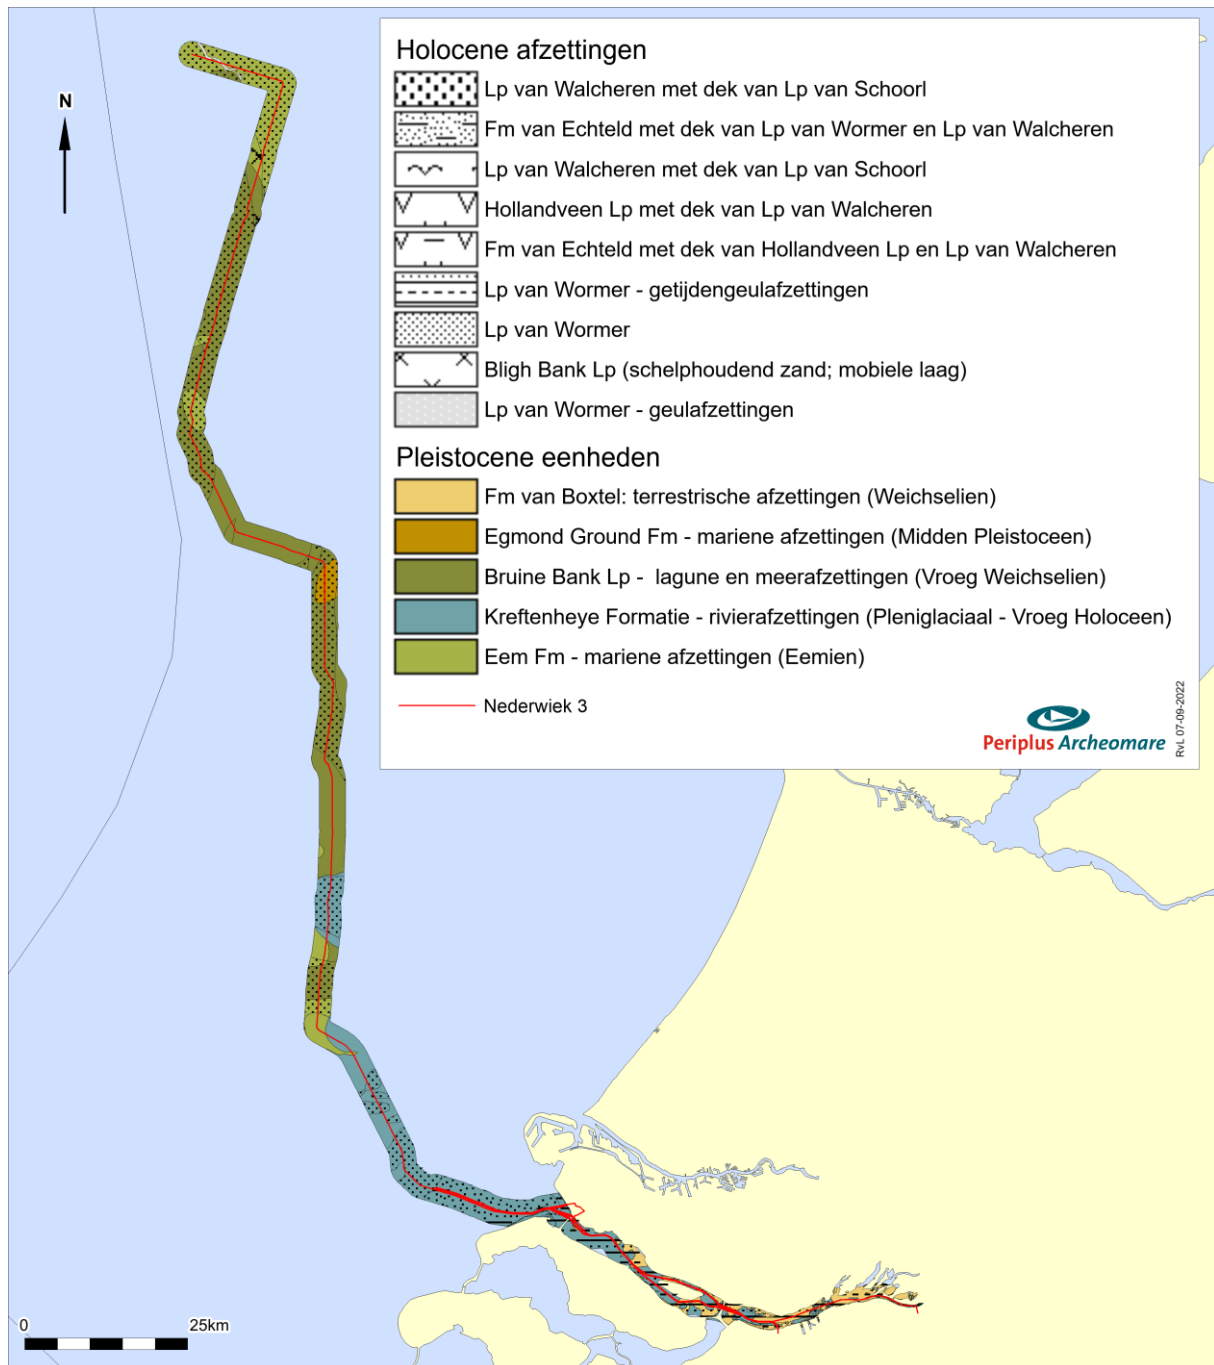 N
Holocene afzettingen
Lp van Walcheren met dek van Lp van Schoorl
Fm van Echteld met dek van Lp van Wormer en Lp van Walcheren
Lp van Walcheren met dek van Lp van Schoorl
Hollandveen Lp met dek van Lp van Walcheren
Fm van Echteld met dek van Hollandveen Lp en Lp van Walcheren
Lp van Wormer - getijdengeulafzettingen
Lp van Wormer
Bligh Bank Lp (schelphoudend zand; mobiele laag)
Lp van Wormer - geulafzettingen
Pleistocene eenheden
Fm van Boxtel: terrestrische afzettingen (Weichselien)
Egmond Ground Fm - mariene afzettingen (Midden Pleistoceen)
Bruine Bank Lp - lagune en meerafzettingen (Vroeg Weichselien)
Kreftenheye Formatie - rivierafzettingen (Pleniglaciaal - Vroeg Holoceen)
Eem Fm - mariene afzettingen (Eemien)
Nederwiek 3
Periplus Archeomare
RvL 07-09-2022
0 25km